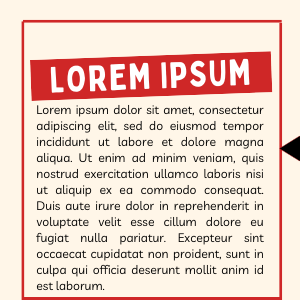 LOREM IPSUM
Lorem ipsum dolor sit amet, consectetur
adipiscing elit, sed do eiusmod tempor
incididunt ut labore et dolore magna
aliqua. Ut enim ad minim veniam, quis
nostrud exercitation ullamco laboris nisi
ut aliquip ex ea commodo consequat.
Duis aute irure dolor in reprehenderit in
voluptate velit esse cillum dolore eu
fugiat nulla pariatur. Excepteur sint
occaecat cupidatat non proident, sunt in
culpa qui officia deserunt mollit anim id
est laborum.